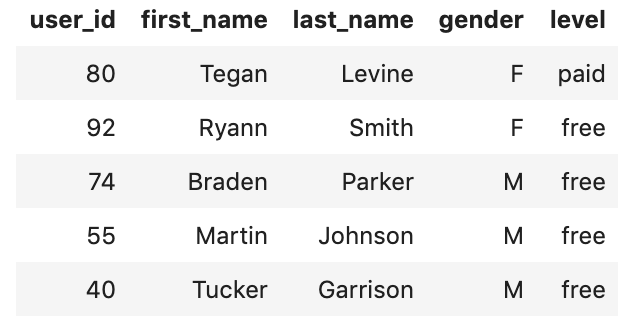 user_id first_name last_name gender level
80 Tegan Levine F paid
92 Ryann Smith F free
74 Braden Parker M free
55 Martin Johnson M free
40 Tucker Garrison M free